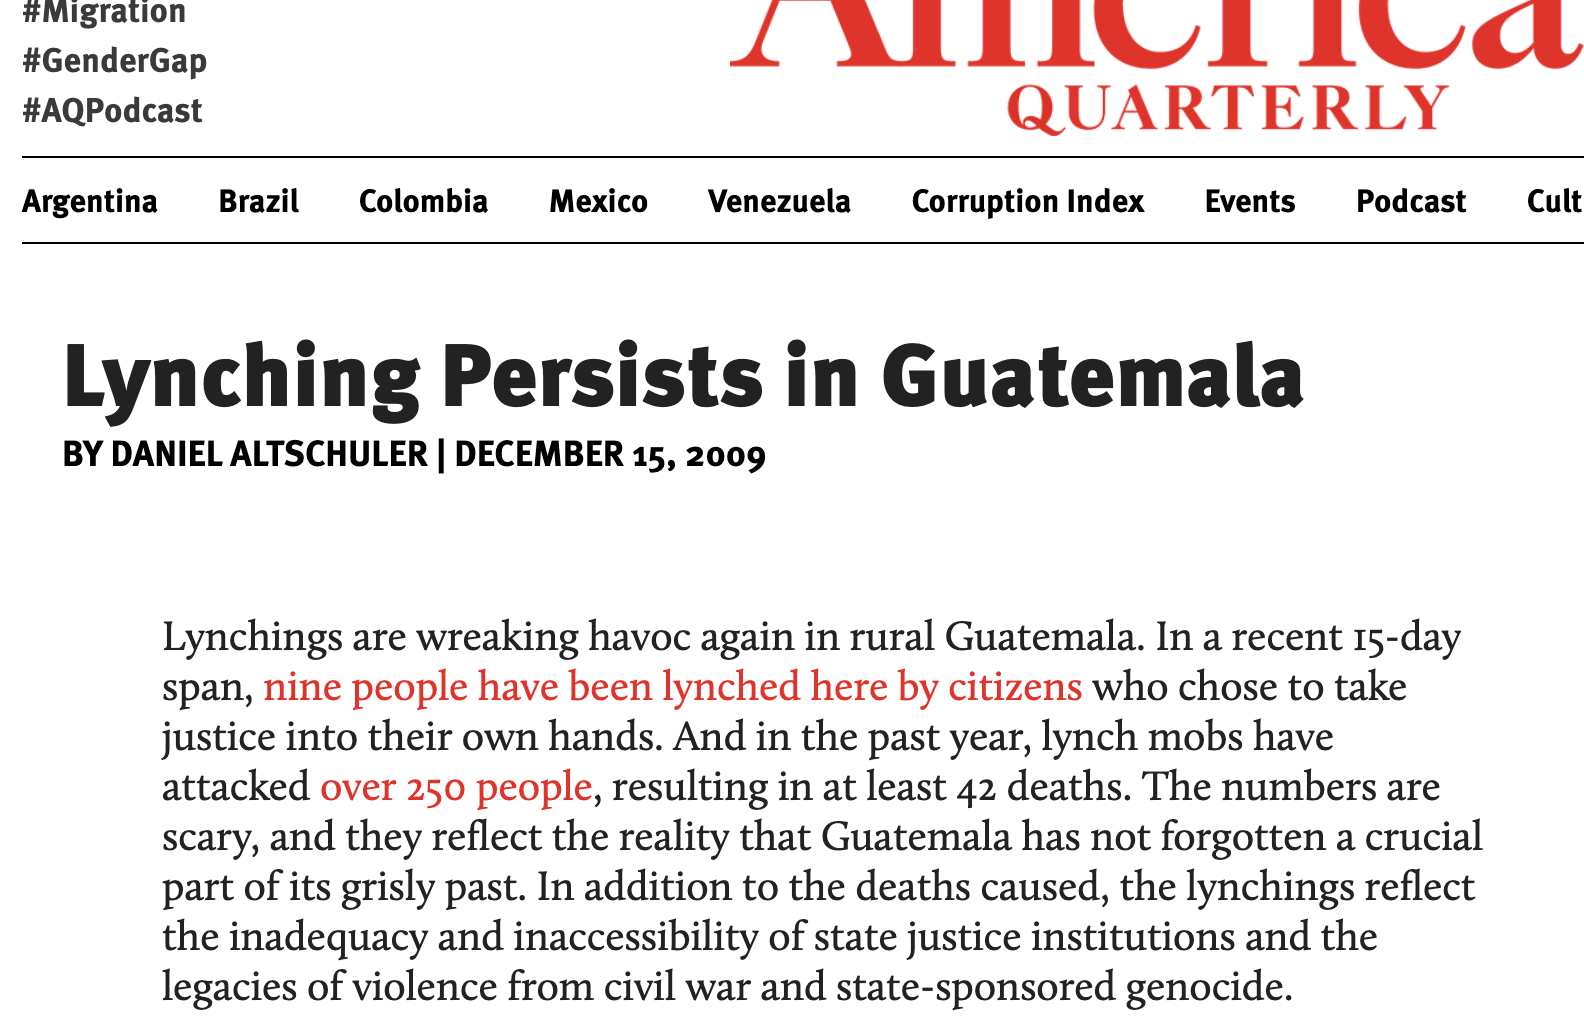 #Migration
#GenderGap
#AQPodcast
America
QUARTERLY
Argentina Brazil Colombia Mexico Venezuela Corruption Index Events Podcast Cult
Lynching Persists in Guatemala
BY DANIEL ALTSCHULER | DECEMBER 15, 2009
Lynchings are wreaking havoc again in rural Guatemala. In a recent 15-day
span, nine people have been lynched here by citizens who chose to take
justice into their own hands. And in the past year, lynch mobs have
attacked over 250 people, resulting in at least 42 deaths. The numbers are
scary, and they reflect the reality that Guatemala has not forgotten a crucial
part of its grisly past. In addition to the deaths caused, the lynchings reflect
the inadequacy and inaccessibility of state justice institutions and the
legacies of violence from civil war and state-sponsored genocide.